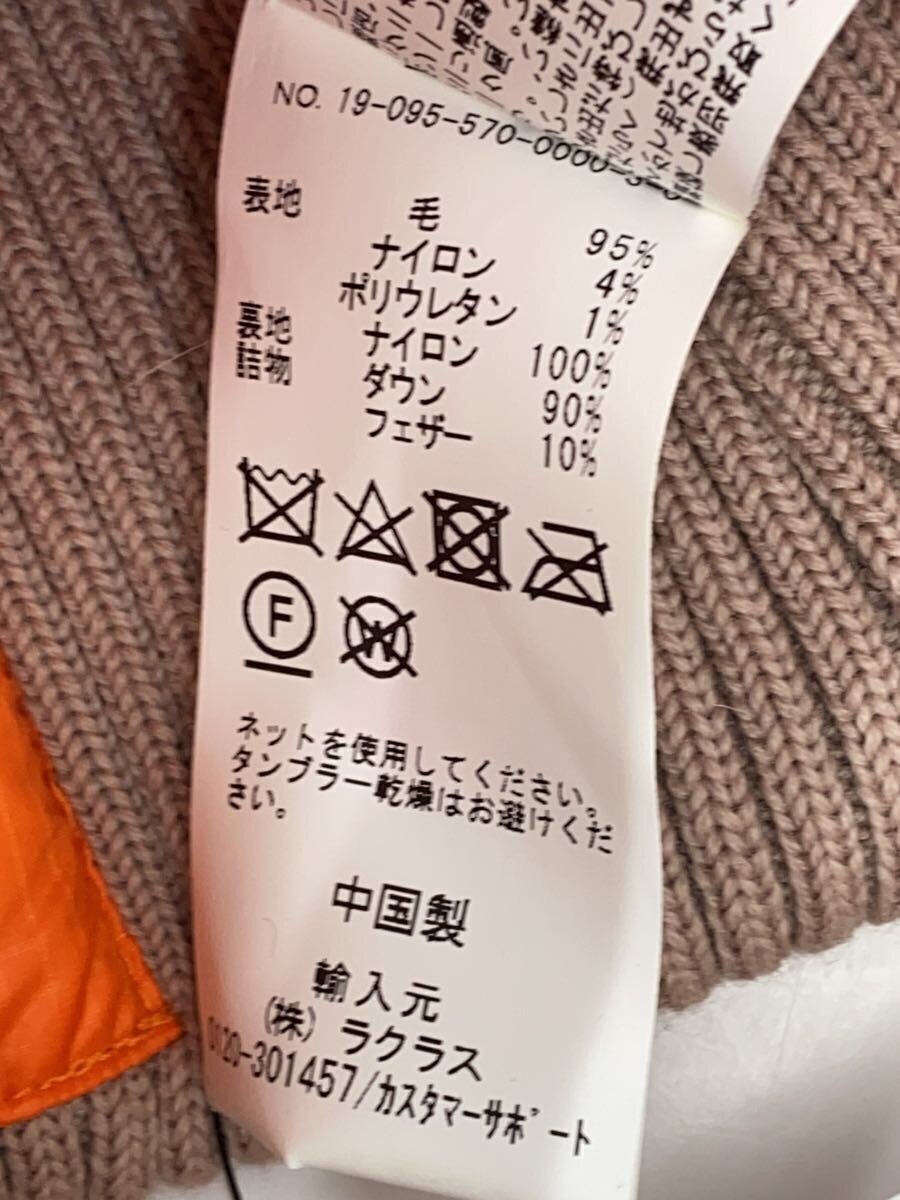 NO. 19-095-570-0000-
表地 毛 95%
ナイロン 4%
ポリウレタン 1%
裏地 ナイロン 100%
詰物 ダウン 90%
フェザー 10%
F
W
ネットを使用してください。
タンブラー乾燥はお避けくだ
さい。
中国製
輸入元
(株) ラクラス
0120-301457/カスタマーサポート